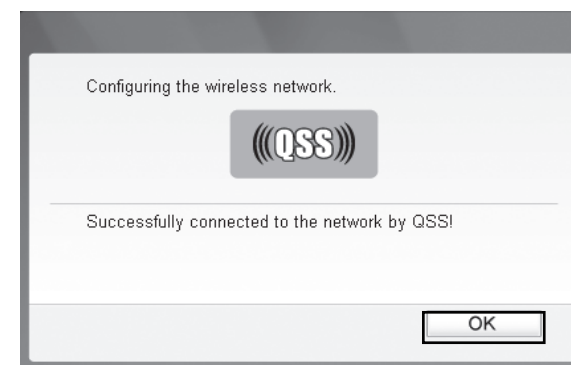 Configuring the wireless network.
(((QSS)))
Successfully connected to the network by QSS!
OK